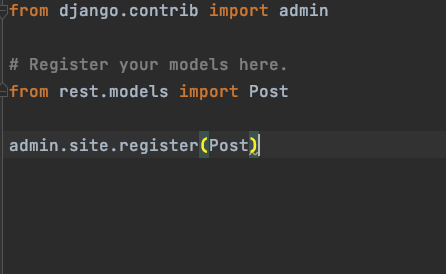 from django.contrib import admin
# Register your models here.
from rest.models import Post
admin.site.register(Post)